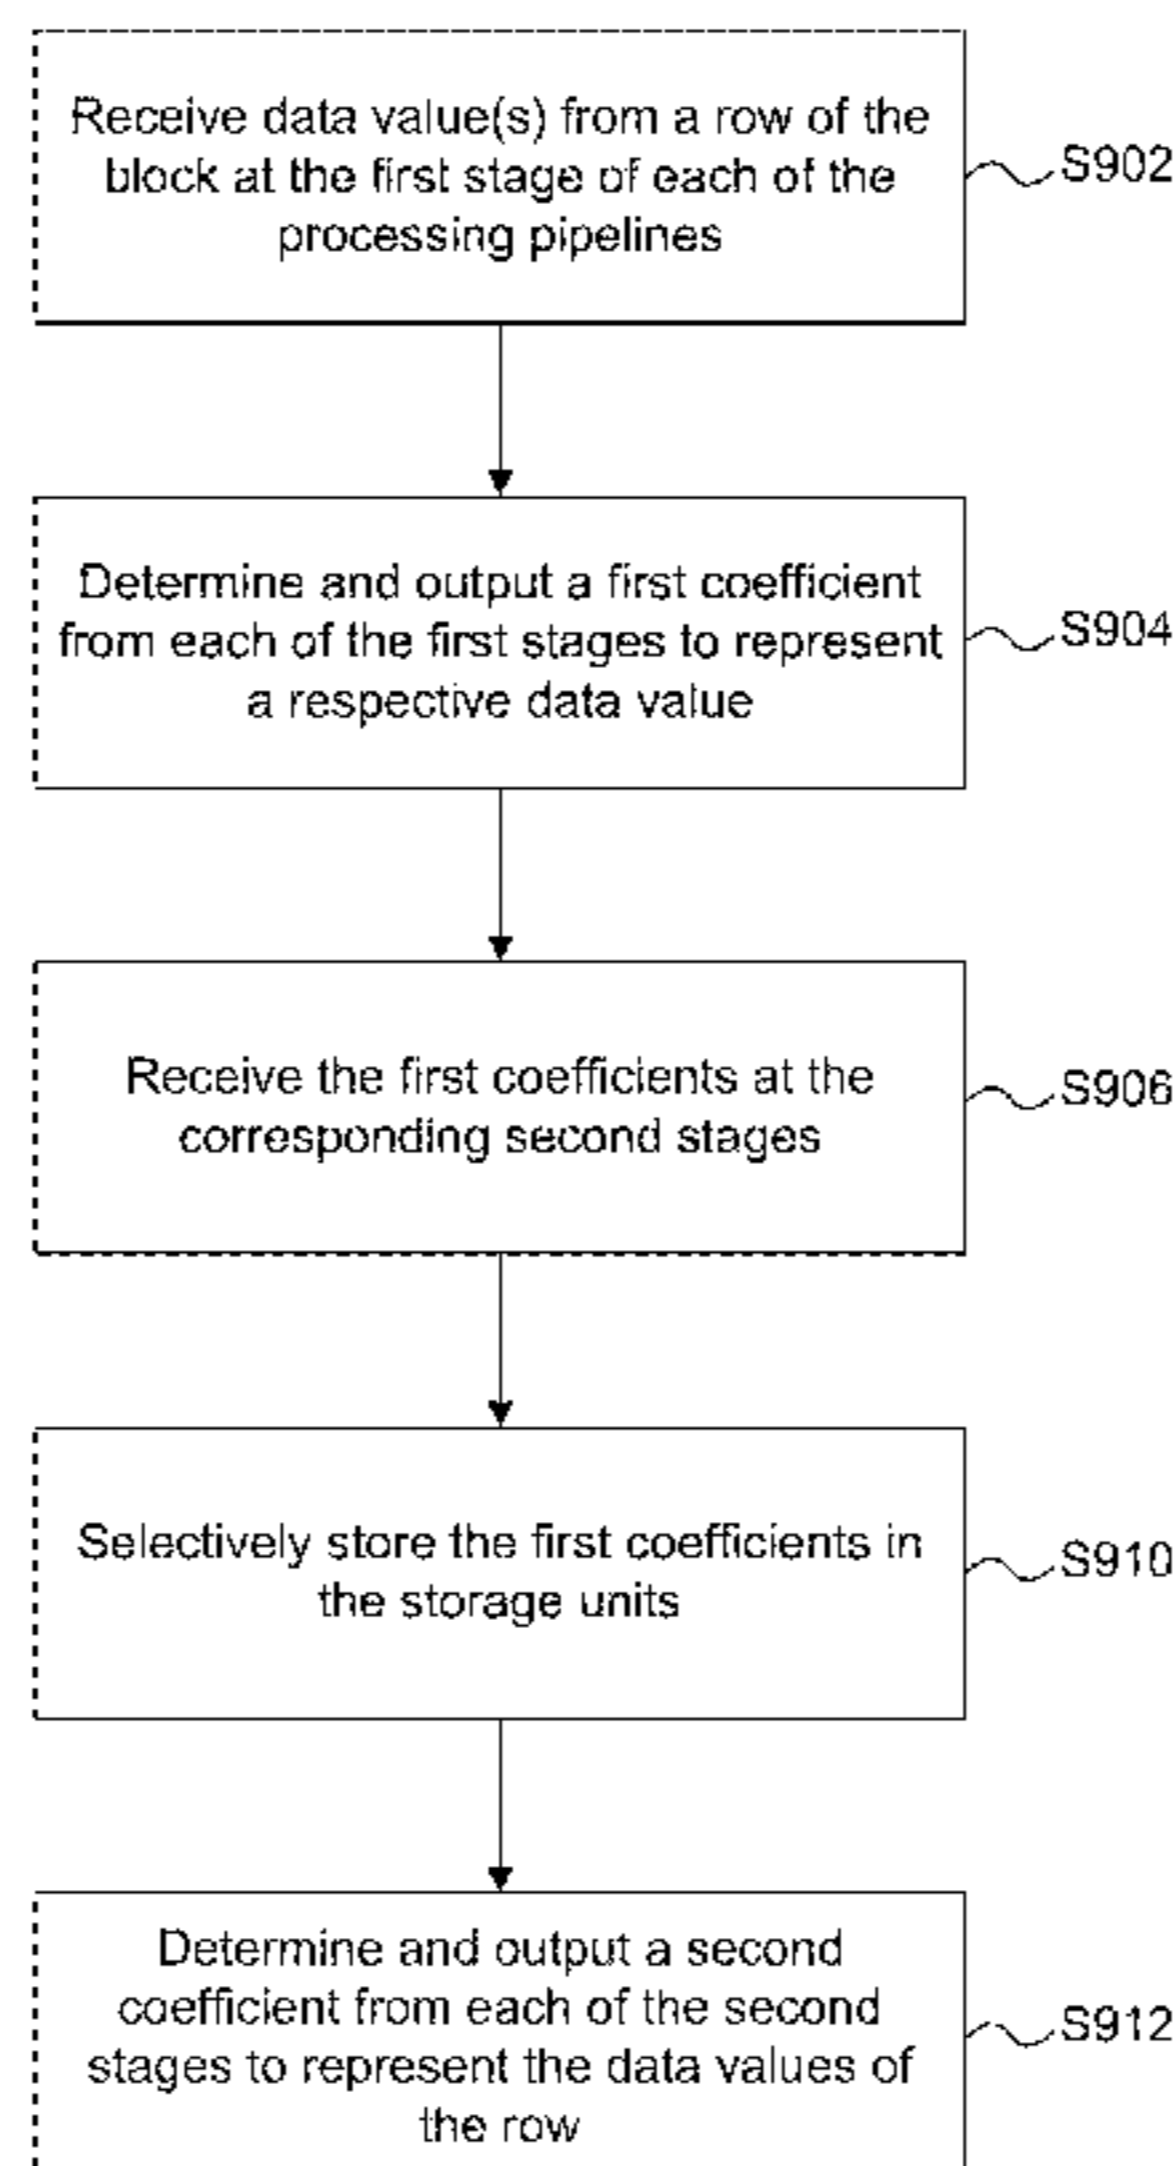 Receive data value(s) from a row of the
block at the first stage of each of the
processing pipelines
S902
Determine and output a first coefficient
from each of the first stages to represent
a respective data value
S904
Receive the first coefficients at the
corresponding second stages
S906
Selectively store the first coefficients in
the storage units
S910
Determine and output a second
coefficient from each of the second
stages to represent the data values of
the row
S912